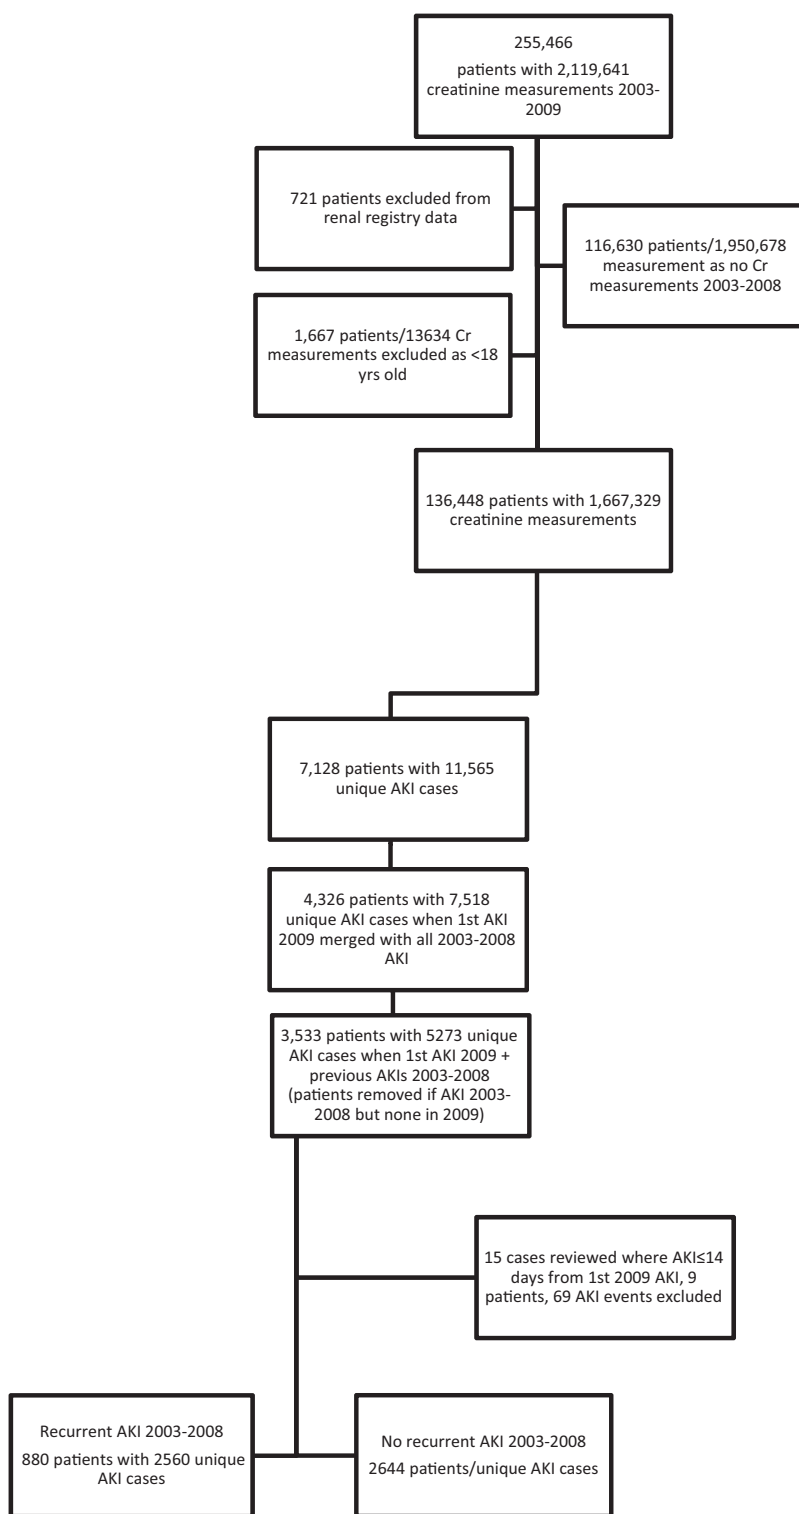 255,466
patients with 2,119,641
creatinine measurements 2003-
2009
721 patients excluded from
renal registry data
116,630 patients/1,950,678
measurement as no Cr
measurements 2003-2008
1,667 patients/13634 Cr
measurements excluded as <18
yrs old
136,448 patients with 1,667,329
creatinine measurements
7,128 patients with 11,565
unique AKI cases
4,326 patients with 7,518
unique AKI cases when 1st AKI
2009 merged with all 2003-2008
AKI
3,533 patients with 5273 unique
AKI cases when 1st AKI 2009 +
previous AKIs 2003-2008
(patients removed if AKI 2003-
2008 but none in 2009)
15 cases reviewed where AKI≤14
days from 1st 2009 AKI, 9
patients, 69 AKI events excluded
Recurrent AKI 2003-2008
880 patients with 2560 unique
AKI cases
No recurrent AKI 2003-2008
2644 patients/unique AKI cases